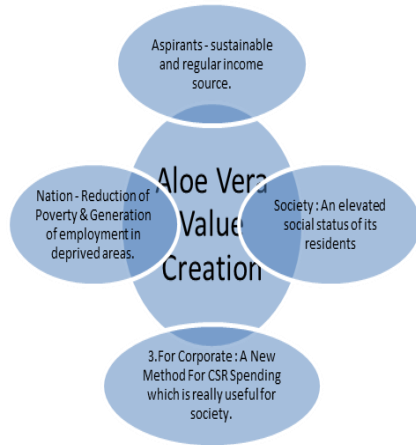 Aspirants - sustainable
and regular income
source.
Aloe Vera
Value
Creation
Nation - Reduction of
Poverty & Generation
of employment in
deprived areas.
Society : An elevated
social status of its
residents
3.For Corporate : A New
Method For CSR Spending
which is really useful for
society.